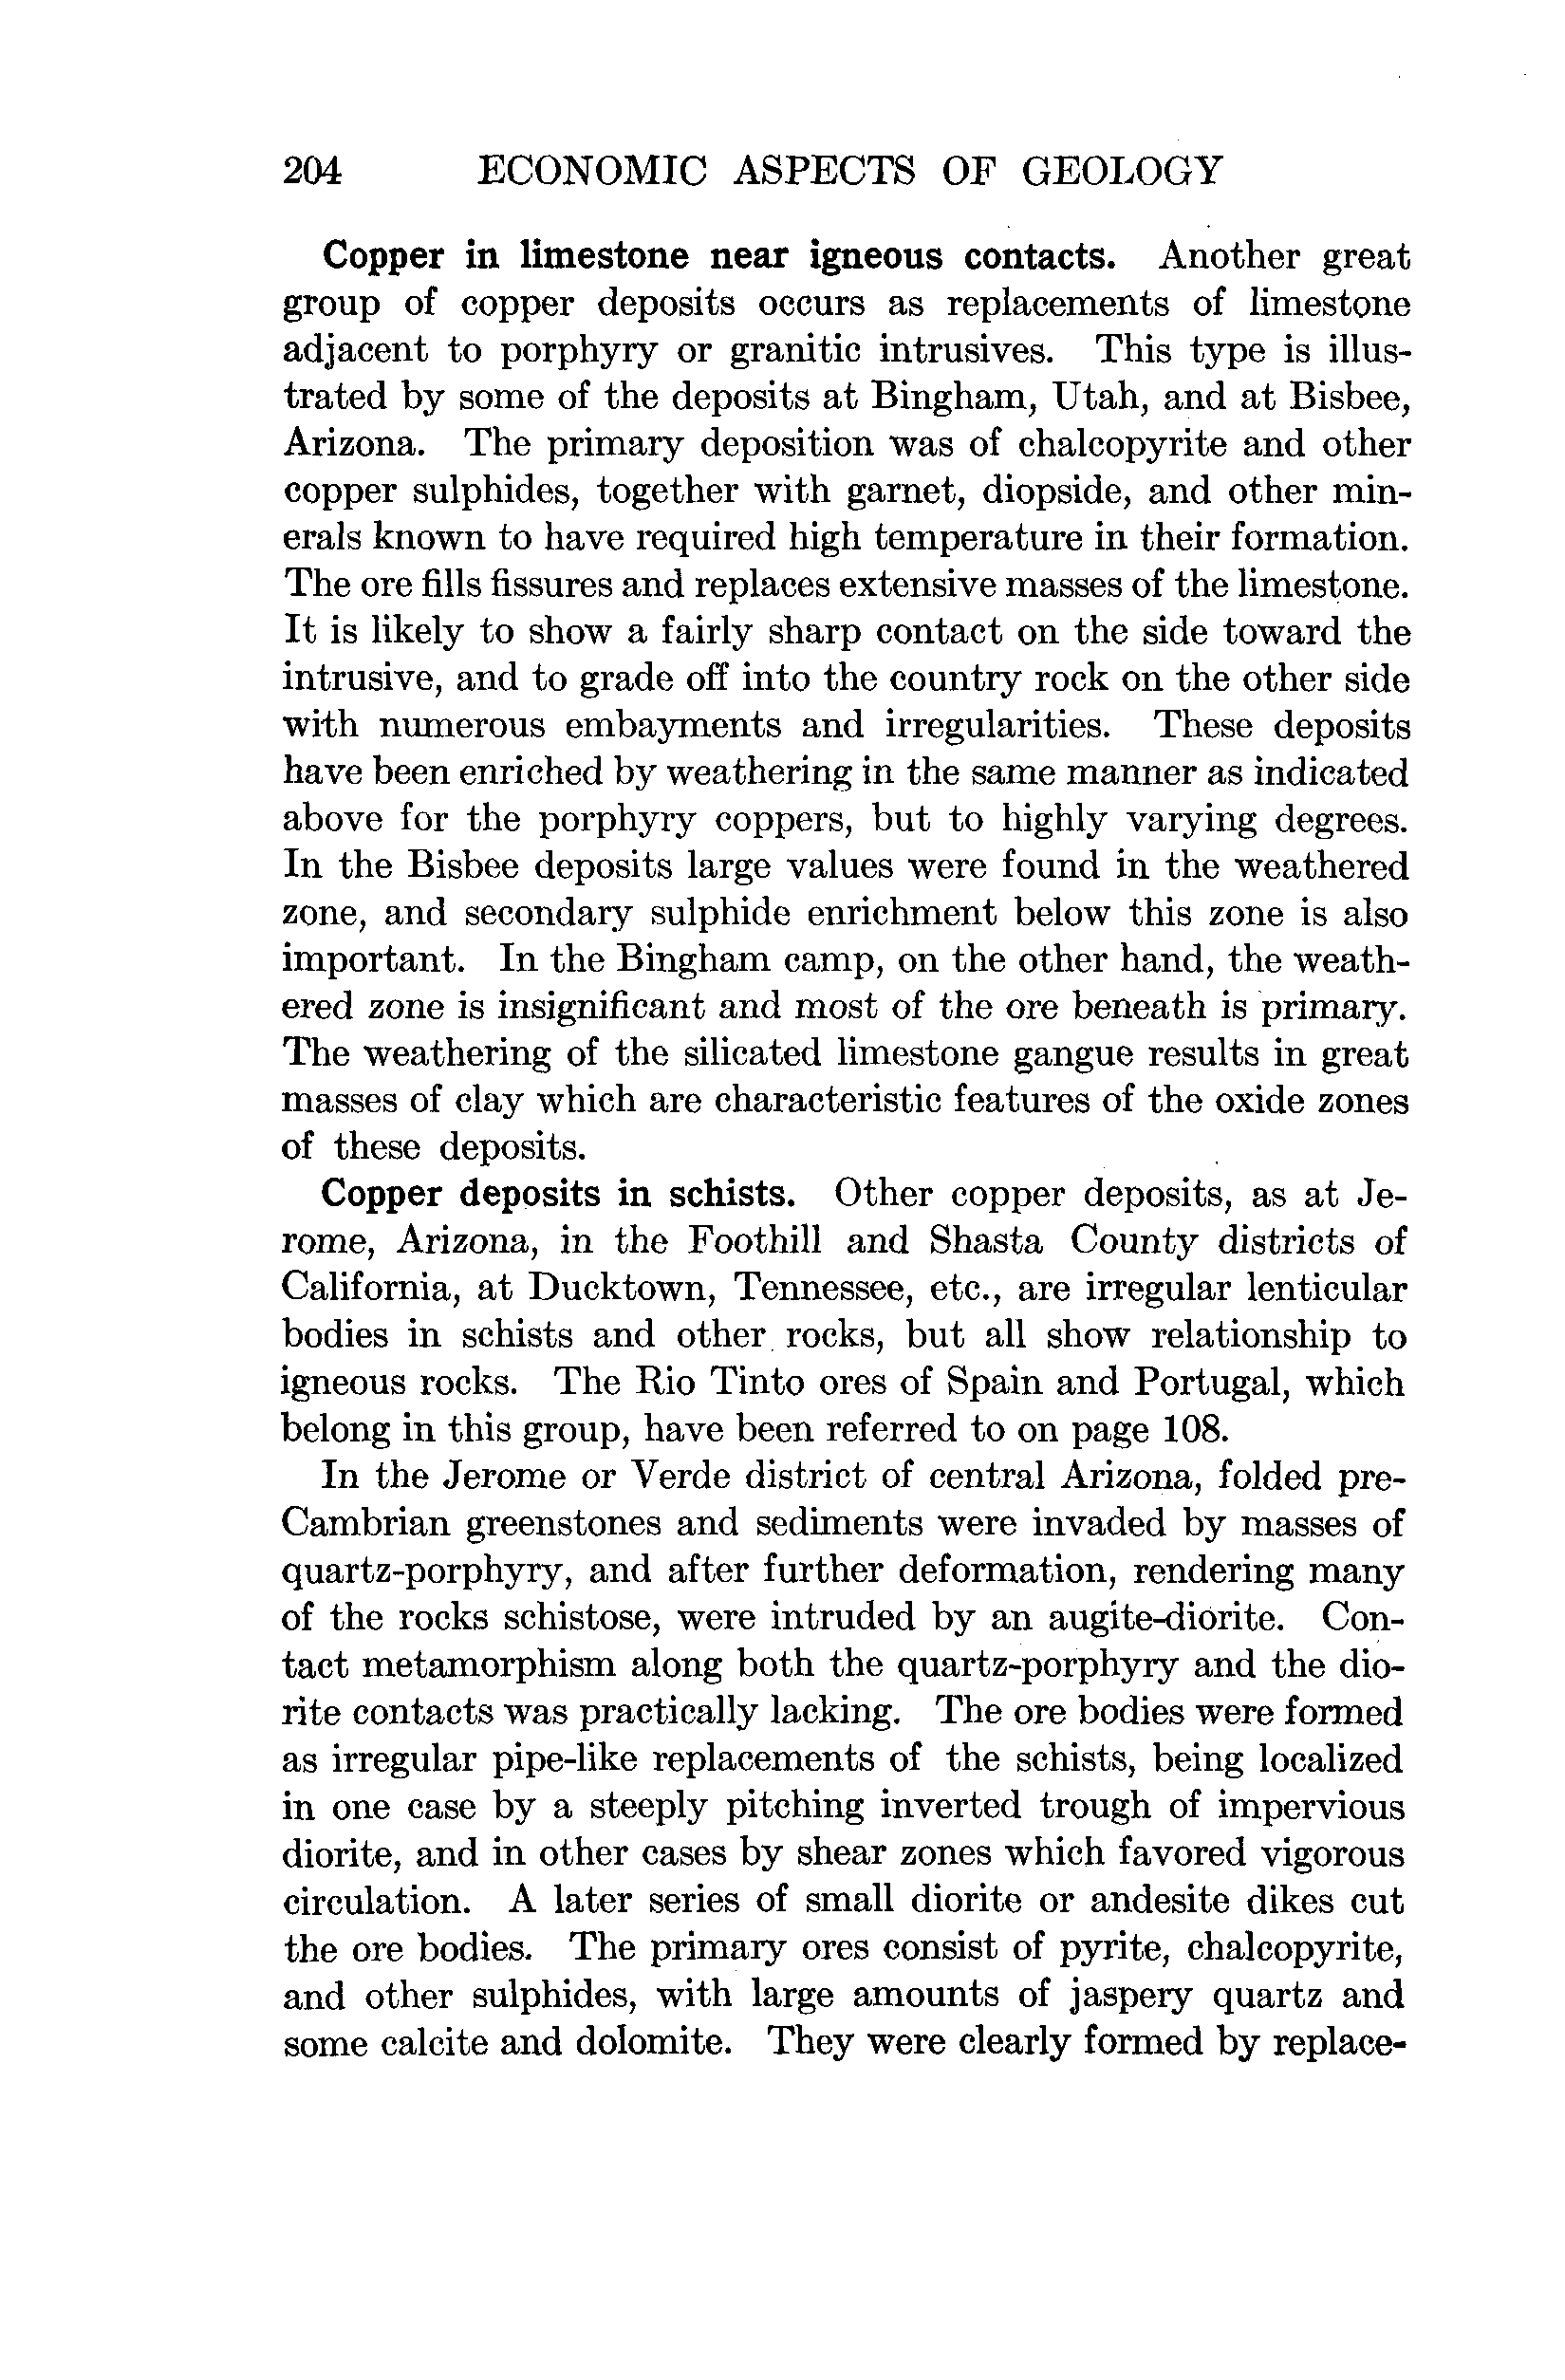 204 ECONOMIC ASPECTS OF GEOLOGY
Copper in limestone near igneous contacts. Another great
group of copper deposits occurs as replacements of limestone
adjacent to porphyry or granitic intrusives. This type is illus-
trated by some of the deposits at Bingham, Utah, and at Bisbee,
Arizona. The primary deposition was of chalcopyrite and other
copper sulphides, together with garnet, diopside, and other min-
erals known to have required high temperature in their formation.
The ore fills fissures and replaces extensive masses of the limestone.
It is likely to show a fairly sharp contact on the side toward the
intrusive, and to grade off into the country rock on the other side
with numerous embayments and irregularities. These deposits
have been enriched by weathering in the same manner as indicated
above for the porphyry coppers, but to highly varying degrees.
In the Bisbee deposits large values were found in the weathered
zone, and secondary sulphide enrichment below this zone is also
important. In the Bingham camp, on the other hand, the weath-
ered zone is insignificant and most of the ore beneath is primary.
The weathering of the silicated limestone gangue results in great
masses of clay which are characteristic features of the oxide zones
of these deposits.
Copper deposits in schists. Other copper deposits, as at Je-
rome, Arizona, in the Foothill and Shasta County districts of
California, at Ducktown, Tennessee, etc., are irregular lenticular
bodies in schists and other rocks, but all show relationship to
igneous rocks. The Rio Tinto ores of Spain and Portugal, which
belong in this group, have been referred to on page 108.
In the Jerome or Verde district of central Arizona, folded pre-
Cambrian greenstones and sediments were invaded by masses of
quartz-porphyry, and after further deformation, rendering many
of the rocks schistose, were intruded by an augite-diorite. Con-
tact metamorphism along both the quartz-porphyry and the dio-
rite contacts was practically lacking. The ore bodies were formed
as irregular pipe-like replacements of the schists, being localized
in one case by a steeply pitching inverted trough of impervious
diorite, and in other cases by shear zones which favored vigorous
circulation. A later series of small diorite or andesite dikes cut
the ore bodies. The primary ores consist of pyrite, chalcopyrite,
and other sulphides, with large amounts of jaspery quartz and
some calcite and dolomite. They were clearly formed by replace-